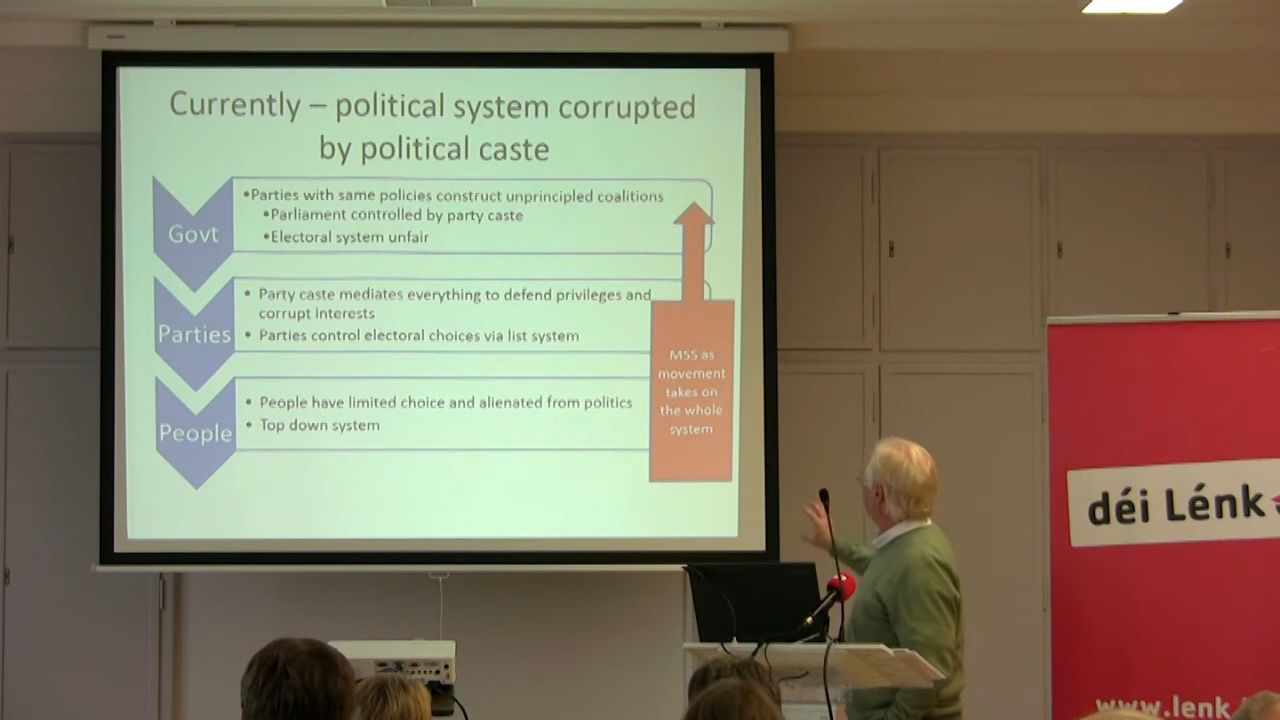 Currently – political system corrupted
by political caste
Govt
•Parties with same policies construct unprincipled coalitions
•Parliament controlled by party caste
•Electoral system unfair
Parties
• Party caste mediates everything to defend privileges and
corrupt interests
• Parties control electoral choices via list system
People
• People have limited choice and alienated from politics
• Top down system
M5S as
movement
takes on
the whole
system
déi Lénk
www.lenk.